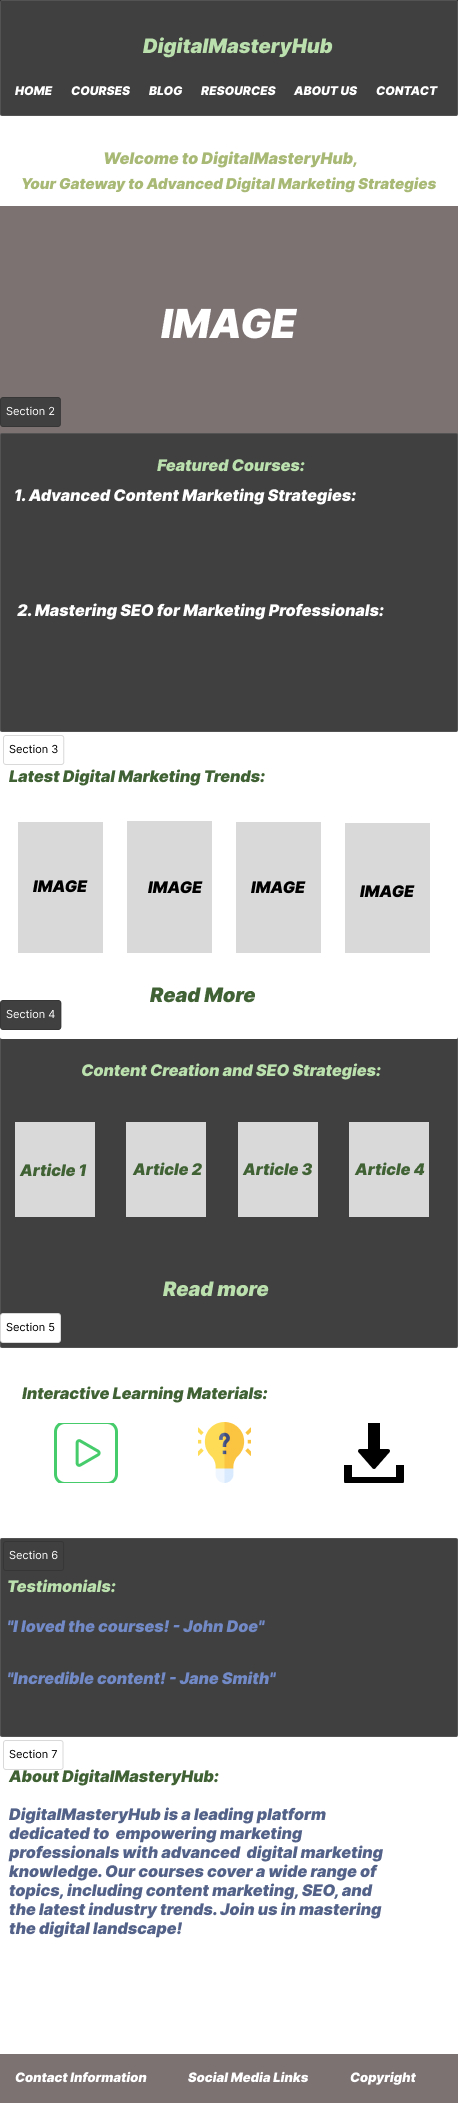 DigitalMasteryHub
HOME COURSES BLOG RESOURCES ABOUT US CONTACT
Welcome to DigitalMasteryHub,
Your Gateway to Advanced Digital Marketing Strategies
IMAGE
Section 2
Featured Courses:
1. Advanced Content Marketing Strategies:
2. Mastering SEO for Marketing Professionals:
Section 3
Latest Digital Marketing Trends:
IMAGE IMAGE IMAGE IMAGE
Read More
Section 4
Content Creation and SEO Strategies:
Article 1 Article 2 Article 3 Article 4
Read more
Section 5
Interactive Learning Materials:
Section 6
Testimonials:
"I loved the courses! - John Doe"
"Incredible content! - Jane Smith"
Section 7
About DigitalMasteryHub:
DigitalMasteryHub is a leading platform
dedicated to empowering marketing
professionals with advanced digital marketing
knowledge. Our courses cover a wide range of
topics, including content marketing, SEO, and
the latest industry trends. Join us in mastering
the digital landscape!
Contact Information Social Media Links Copyright